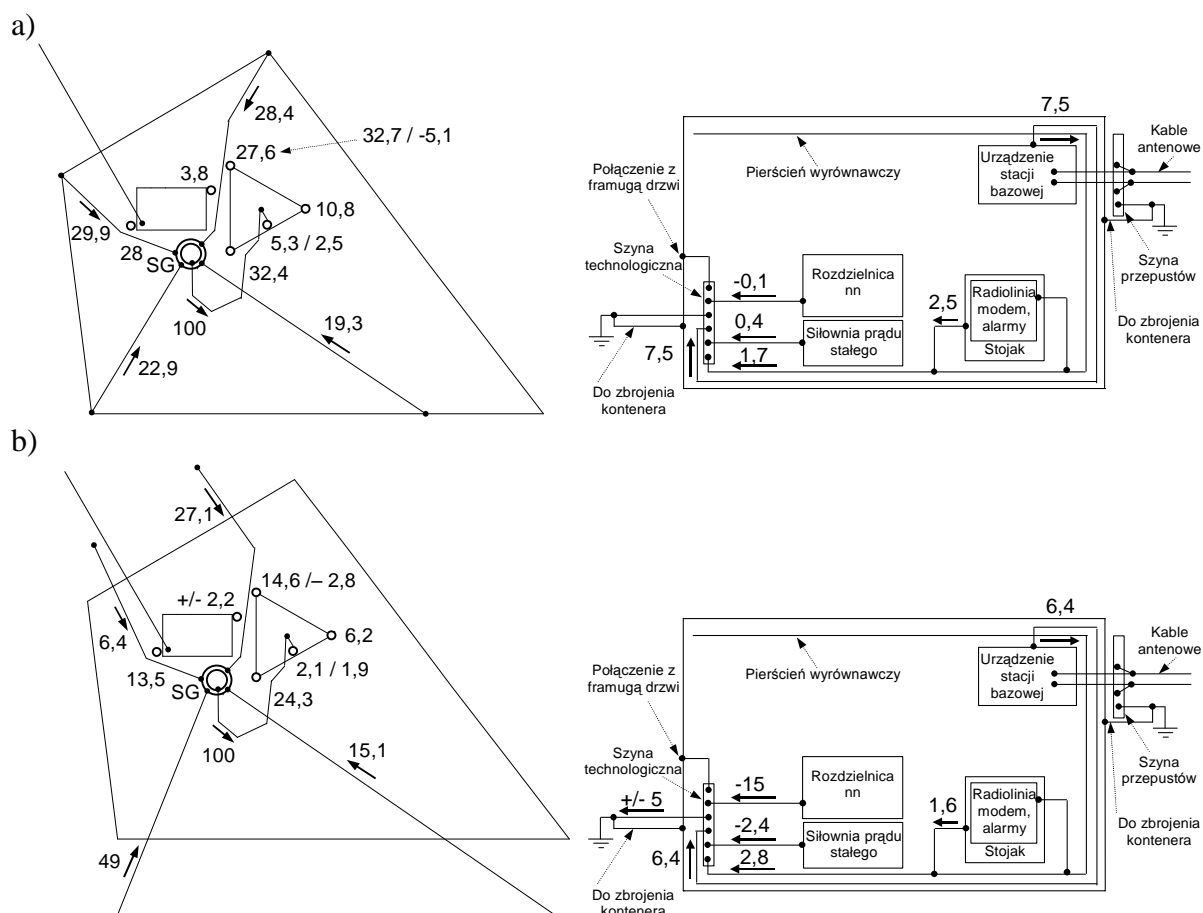 a)
28,4
32,7 / -5,1
27,6
3,8
10,8
29,9
28
SG
5,3 / 2,5
32,4
100
19,3
22,9
7,5
Kable
antenowe
Połączenie z
framugą drzwi
Pierścień wyrównawczy
Urządzenie
stacji
bazowej
Szyna
technologiczna
-0,1
Rozdzielnica
nn
Szyna
przepustów
0,4
Siłownia prądu
stałego
2,5
Radiolinia
modem,
alarmy
Stojak
Do zbrojenia
kontenera
7,5
1,7
Do zbrojenia
kontenera
b)
27,1
14,6 /– 2,8
+/- 2,2
6,2
6,4
13,5
SG
2,1 / 1,9
24,3
100
15,1
49
6,4
Kable
antenowe
Połączenie z
framugą drzwi
Pierścień wyrównawczy
Urządzenie
stacji
bazowej
Szyna
technologiczna
+/- 5
-15
Rozdzielnica
nn
Szyna
przepustów
-2,4
Siłownia prądu
stałego
1,6
Radiolinia
modem,
alarmy
Stojak
Do zbrojenia
kontenera
6,4
2,8
Do zbrojenia
kontenera